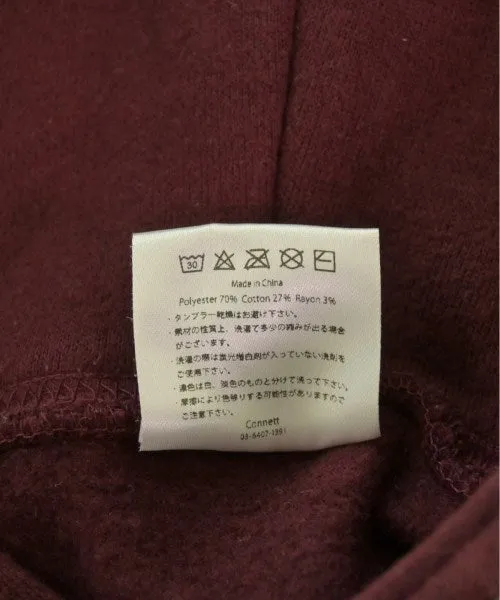 30
Made in China
Polyester 70% Cotton 27% Rayon 3%
・タンブラー乾燥はお避け下さい。
・素材の性質上、洗濯で多少の縮みが出る場合
がございます。
・洗濯の際は蛍光増白剤が入っていない洗剤を
ご使用下さい。
・濃色は白、淡色のものと分けて洗って下さい。
・摩擦により色移りする可能性がありますので
ご注意下さい。
Connett
03-6407-1891